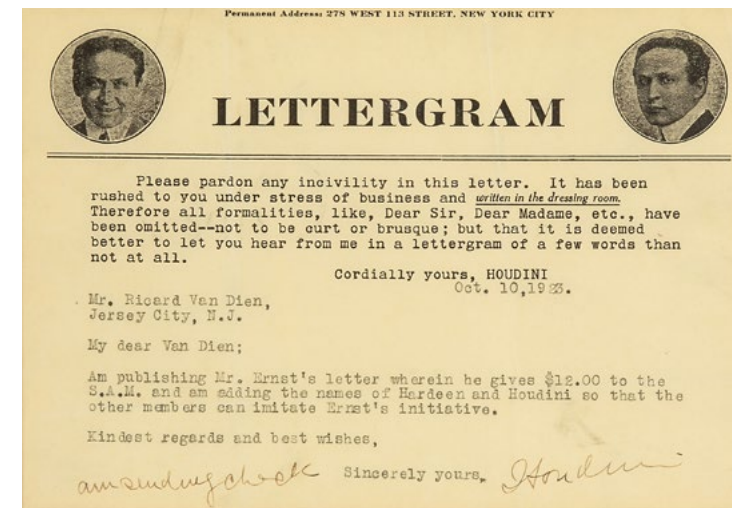 Permanent Address: 278 WEST 113 STREET, NEW YORK CITY
LETTERGRAM
Please pardon any incivility in this letter. It has been
rushed to you under stress of business and written in the dressing room.
Therefore all formalities, like, Dear Sir, Dear Madame, etc., have
been omitted--not to be curt or brusque; but that it is deemed
better to let you hear from me in a lettergram of a few words than
not at all.
Cordially yours, HOUDINI
Oct. 10,1923.
Mr. Ricard Van Dien,
Jersey City, N.J.
My dear Van Dien;
Am publishing Mr. Ernst's letter wherein he gives $12.00 to the
S.A.M. and am adding the names of Hardeen and Houdini so that the
other members can imitate Ernst's initiative.
Kindest regards and best wishes,
am sending check Sincerely yours, Houdini